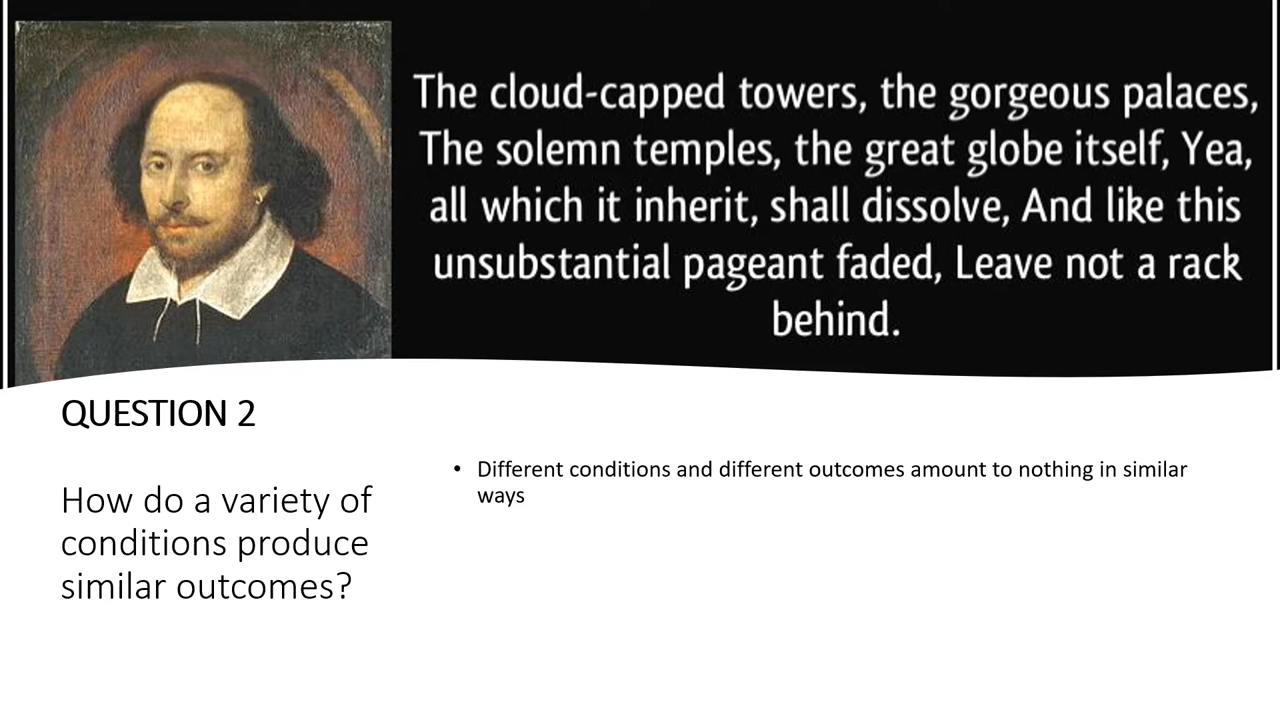 The cloud-capped towers, the gorgeous palaces,
The solemn temples, the great globe itself, Yea,
all which it inherit, shall dissolve, And like this
unsubstantial pageant faded, Leave not a rack
behind.
QUESTION 2
How do a variety of
conditions produce
similar outcomes?
• Different conditions and different outcomes amount to nothing in similar
ways